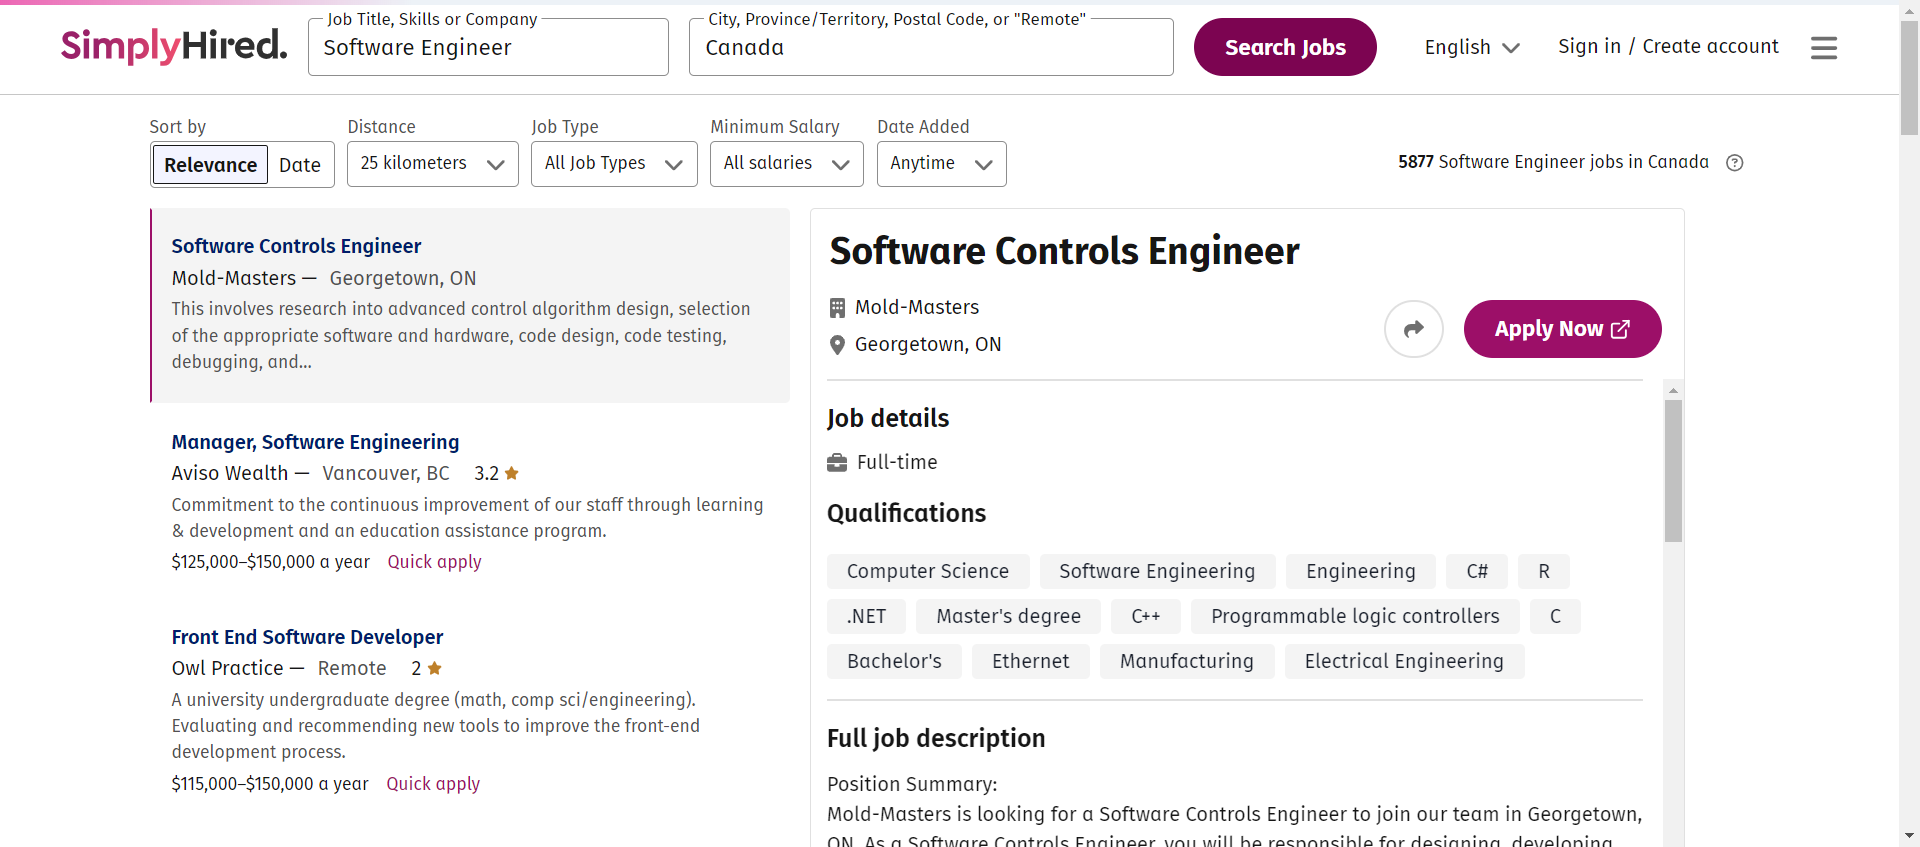 SimplyHired.
Job Title, Skills or Company
Software Engineer
City, Province/Territory, Postal Code, or "Remote"
Canada
Search Jobs
English
Sign in / Create account
Sort by
Relevance
Date
Distance
25 kilometers
Job Type
All Job Types
Minimum Salary
All salaries
Date Added
Anytime
5877 Software Engineer jobs in Canada
?
Software Controls Engineer
Mold-Masters — Georgetown, ON
This involves research into advanced control algorithm design, selection
of the appropriate software and hardware, code design, code testing,
debugging, and...
Manager, Software Engineering
Aviso Wealth — Vancouver, BC 3.2
Commitment to the continuous improvement of our staff through learning
& development and an education assistance program.
$125,000–$150,000 a year Quick apply
Front End Software Developer
Owl Practice — Remote 2
A university undergraduate degree (math, comp sci/engineering).
Evaluating and recommending new tools to improve the front-end
development process.
$115,000–$150,000 a year Quick apply
Software Controls Engineer
Mold-Masters
Georgetown, ON
Apply Now
Job details
Full-time
Qualifications
Computer Science Software Engineering Engineering C# R
.NET Master's degree C++ Programmable logic controllers C
Bachelor's Ethernet Manufacturing Electrical Engineering
Full job description
Position Summary:
Mold-Masters is looking for a Software Controls Engineer to join our team in Georgetown,
ON. As a Software Controls Engineer, you will be responsible for designing, developing,